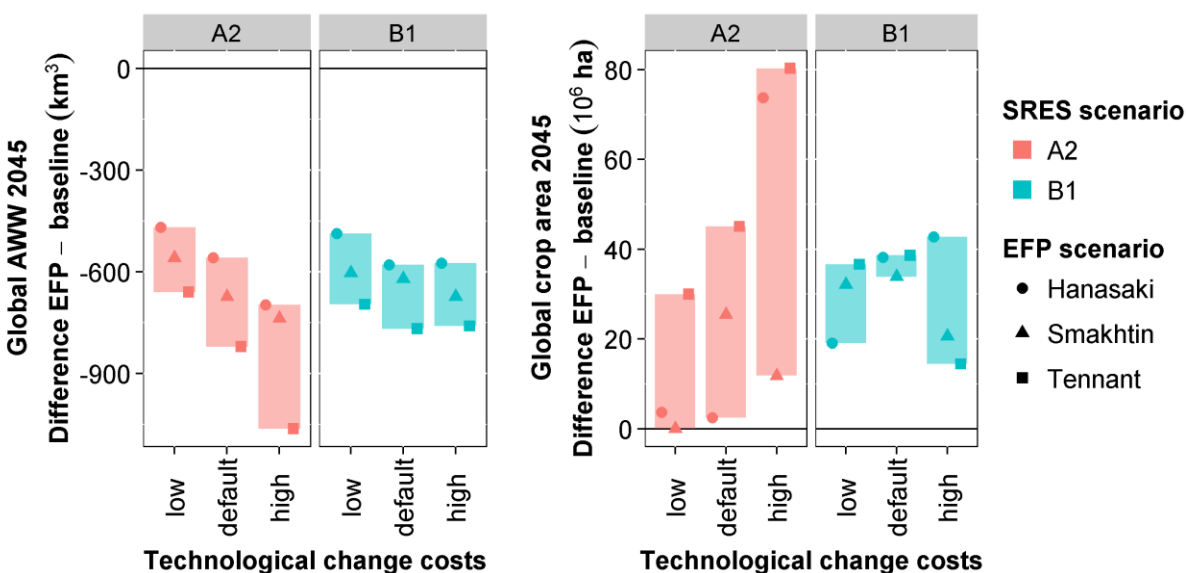 Global AWW 2045
Difference EFP – baseline (km³)
A2
B1
0
-300
-600
-900
low
default
high
low
default
high
Technological change costs
Global crop area 2045
Difference EFP – baseline (10⁶ ha)
A2
B1
80
60
40
20
0
low
default
high
low
default
high
Technological change costs
SRES scenario
A2
B1
EFP scenario
Hanasaki
Smakhtin
Tennant